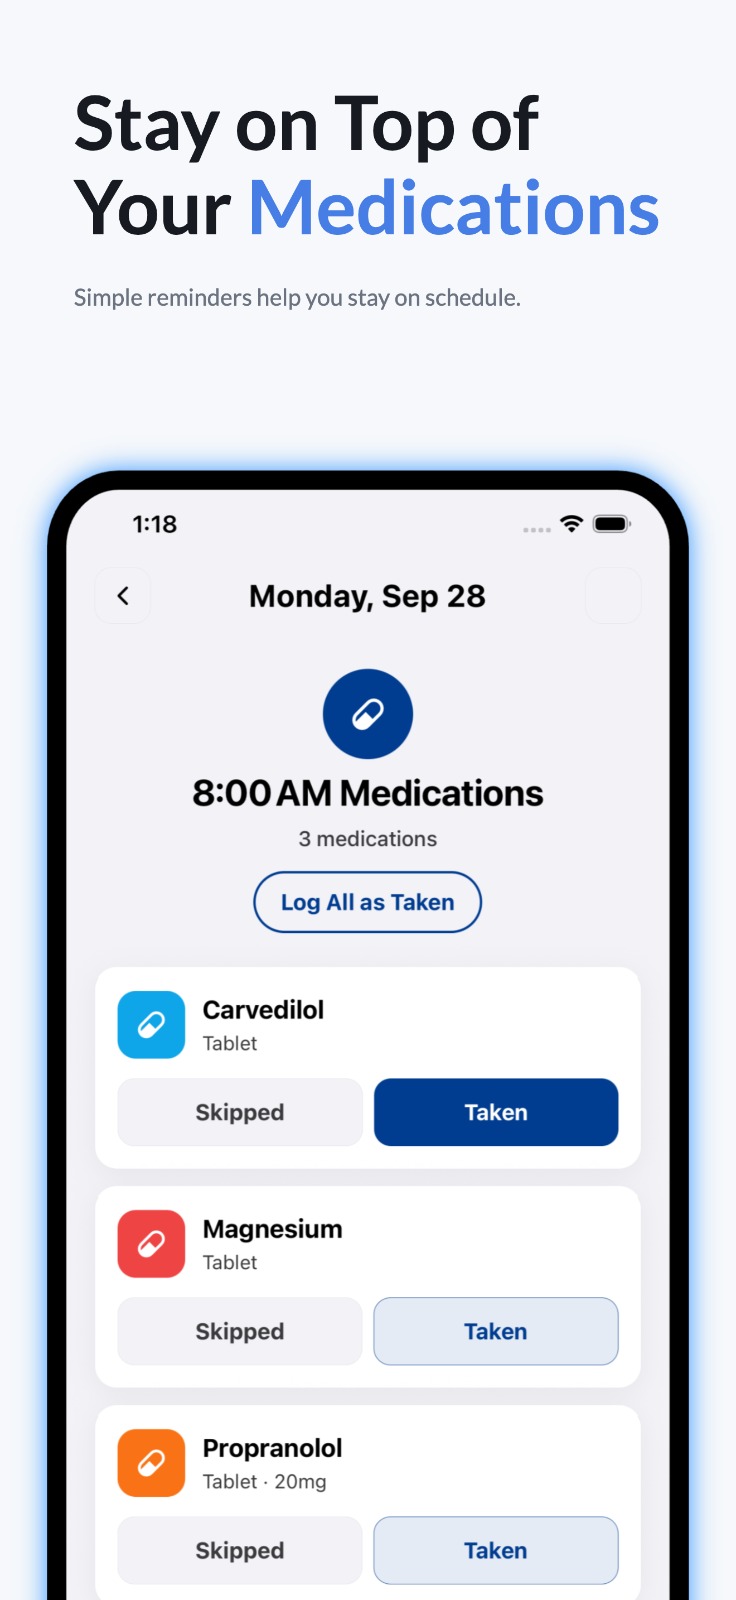 Stay on Top of
Your Medications
Simple reminders help you stay on schedule.
1:18
Monday, Sep 28
8:00 AM Medications
3 medications
Log All as Taken
Carvedilol
Tablet
Skipped
Taken
Magnesium
Tablet
Skipped
Taken
Propranolol
Tablet · 20mg
Skipped
Taken